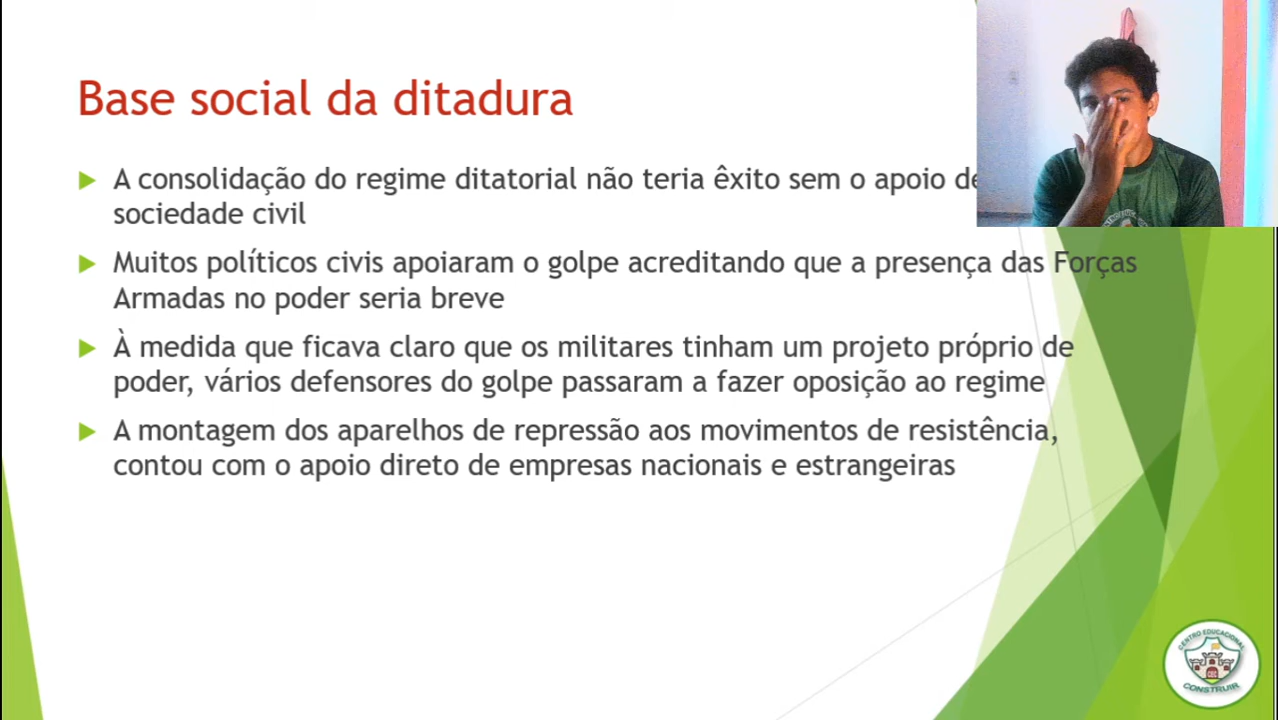 Base social da ditadura
A consolidação do regime ditatorial não teria êxito sem o apoio de
sociedade civil
Muitos políticos civis apoiaram o golpe acreditando que a presença das Forças
Armadas no poder seria breve
À medida que ficava claro que os militares tinham um projeto próprio de
poder, vários defensores do golpe passaram a fazer oposição ao regime
A montagem dos aparelhos de repressão aos movimentos de resistência,
contou com o apoio direto de empresas nacionais e estrangeiras
CENTRO EDUCACIONAL
CEC
CONSTRUIR